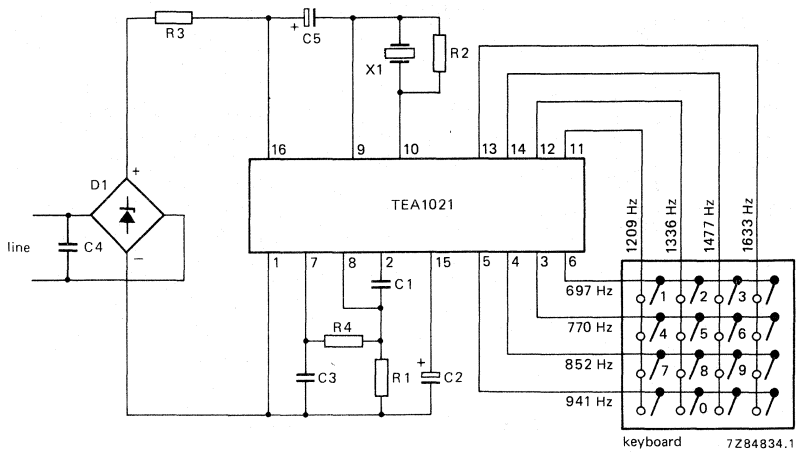 R3
C5
+
X1
R2
16
9
10
13
14
12
11
D1
+
TEA1021
1209 Hz
1336 Hz
1477 Hz
1633 Hz
line
C4
−
1
7
8
2
15
5
4
3
6
C1
697 Hz
1
2
3
R4
770 Hz
4
5
6
C3
R1
+
C2
852 Hz
7
8
9
941 Hz
0
keyboard
7Z84834.1